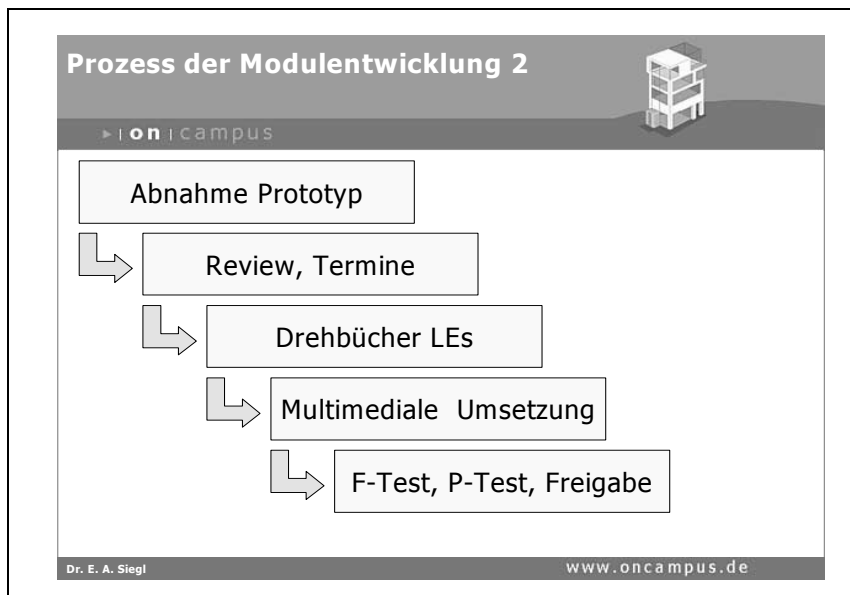 Prozess der Modulentwicklung 2
on campus
Abnahme Prototyp
Review, Termine
Drehbücher LEs
Multimediale Umsetzung
F-Test, P-Test, Freigabe
Dr. E. A. Siegl
www.oncampus.de